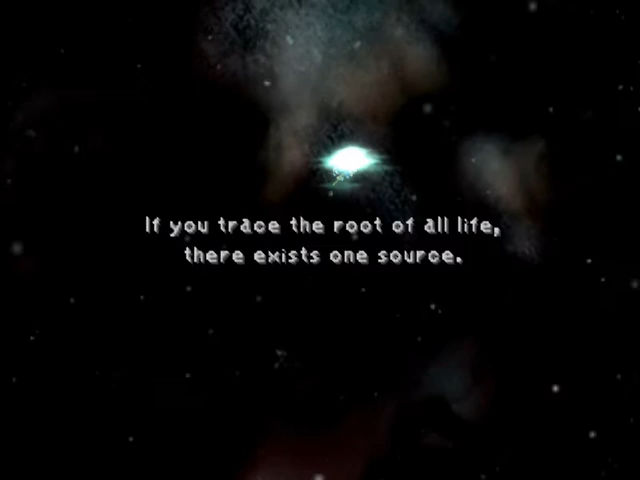 If you trace the root of all life,
there exists one source.